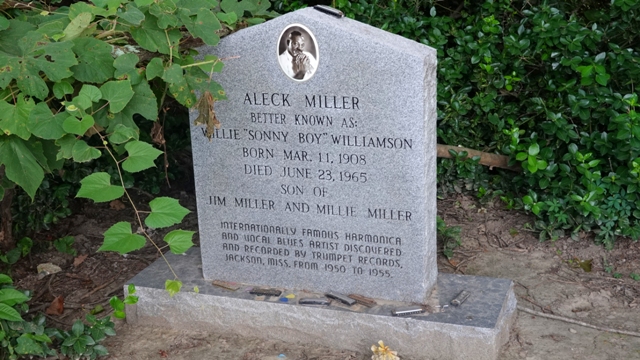 ALECK MILLER
BETTER KNOWN AS:
WILLIE "SONNY BOY" WILLIAMSON
BORN MAR. 11, 1908
DIED JUNE 23, 1965
SON OF
JIM MILLER AND MILLIE MILLER
INTERNATIONALLY FAMOUS HARMONICA
AND VOCAL BLUES ARTIST DISCOVERED
AND RECORDED BY TRUMPET RECORDS,
JACKSON, MISS. FROM 1950 TO 1955.